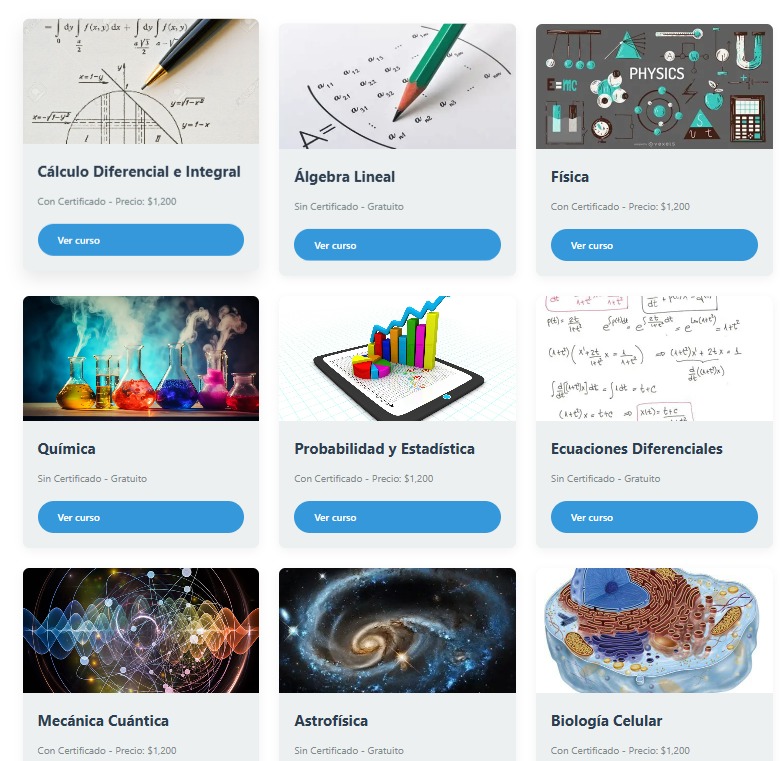 Cálculo Diferencial e Integral
Con Certificado - Precio: $1,200
Ver curso
A=
PHYSICS
E=mc
Álgebra Lineal
Sin Certificado - Gratuito
Ver curso
Física
Con Certificado - Precio: $1,200
Ver curso
Química
Sin Certificado - Gratuito
Ver curso
Probabilidad y Estadística
Con Certificado - Precio: $1,200
Ver curso
Ecuaciones Diferenciales
Sin Certificado - Gratuito
Ver curso
Mecánica Cuántica
Con Certificado - Precio: $1,200
Astrofísica
Sin Certificado - Gratuito
Biología Celular
Con Certificado - Precio: $1,200